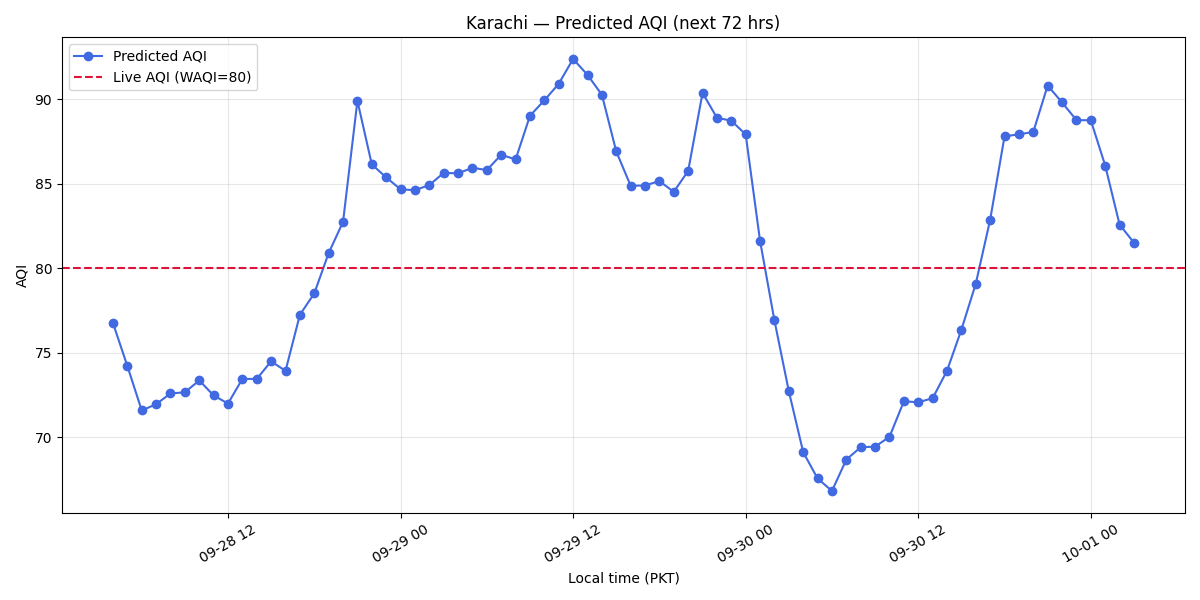 Karachi — Predicted AQI (next 72 hrs)
Predicted AQI
Live AQI (WAQI=80)
90
85
80
75
70
AQI
09-28 12
09-29 00
09-29 12
09-30 00
09-30 12
10-01 00
Local time (PKT)